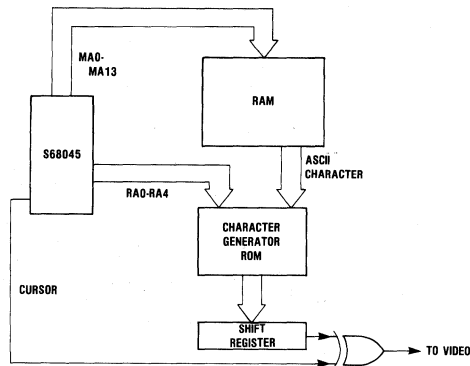 MA0-
MA13
RAM
S68045
ASCII
CHARACTER
RA0-RA4
CHARACTER
GENERATOR
ROM
CURSOR
SHIFT
REGISTER
TO VIDEO